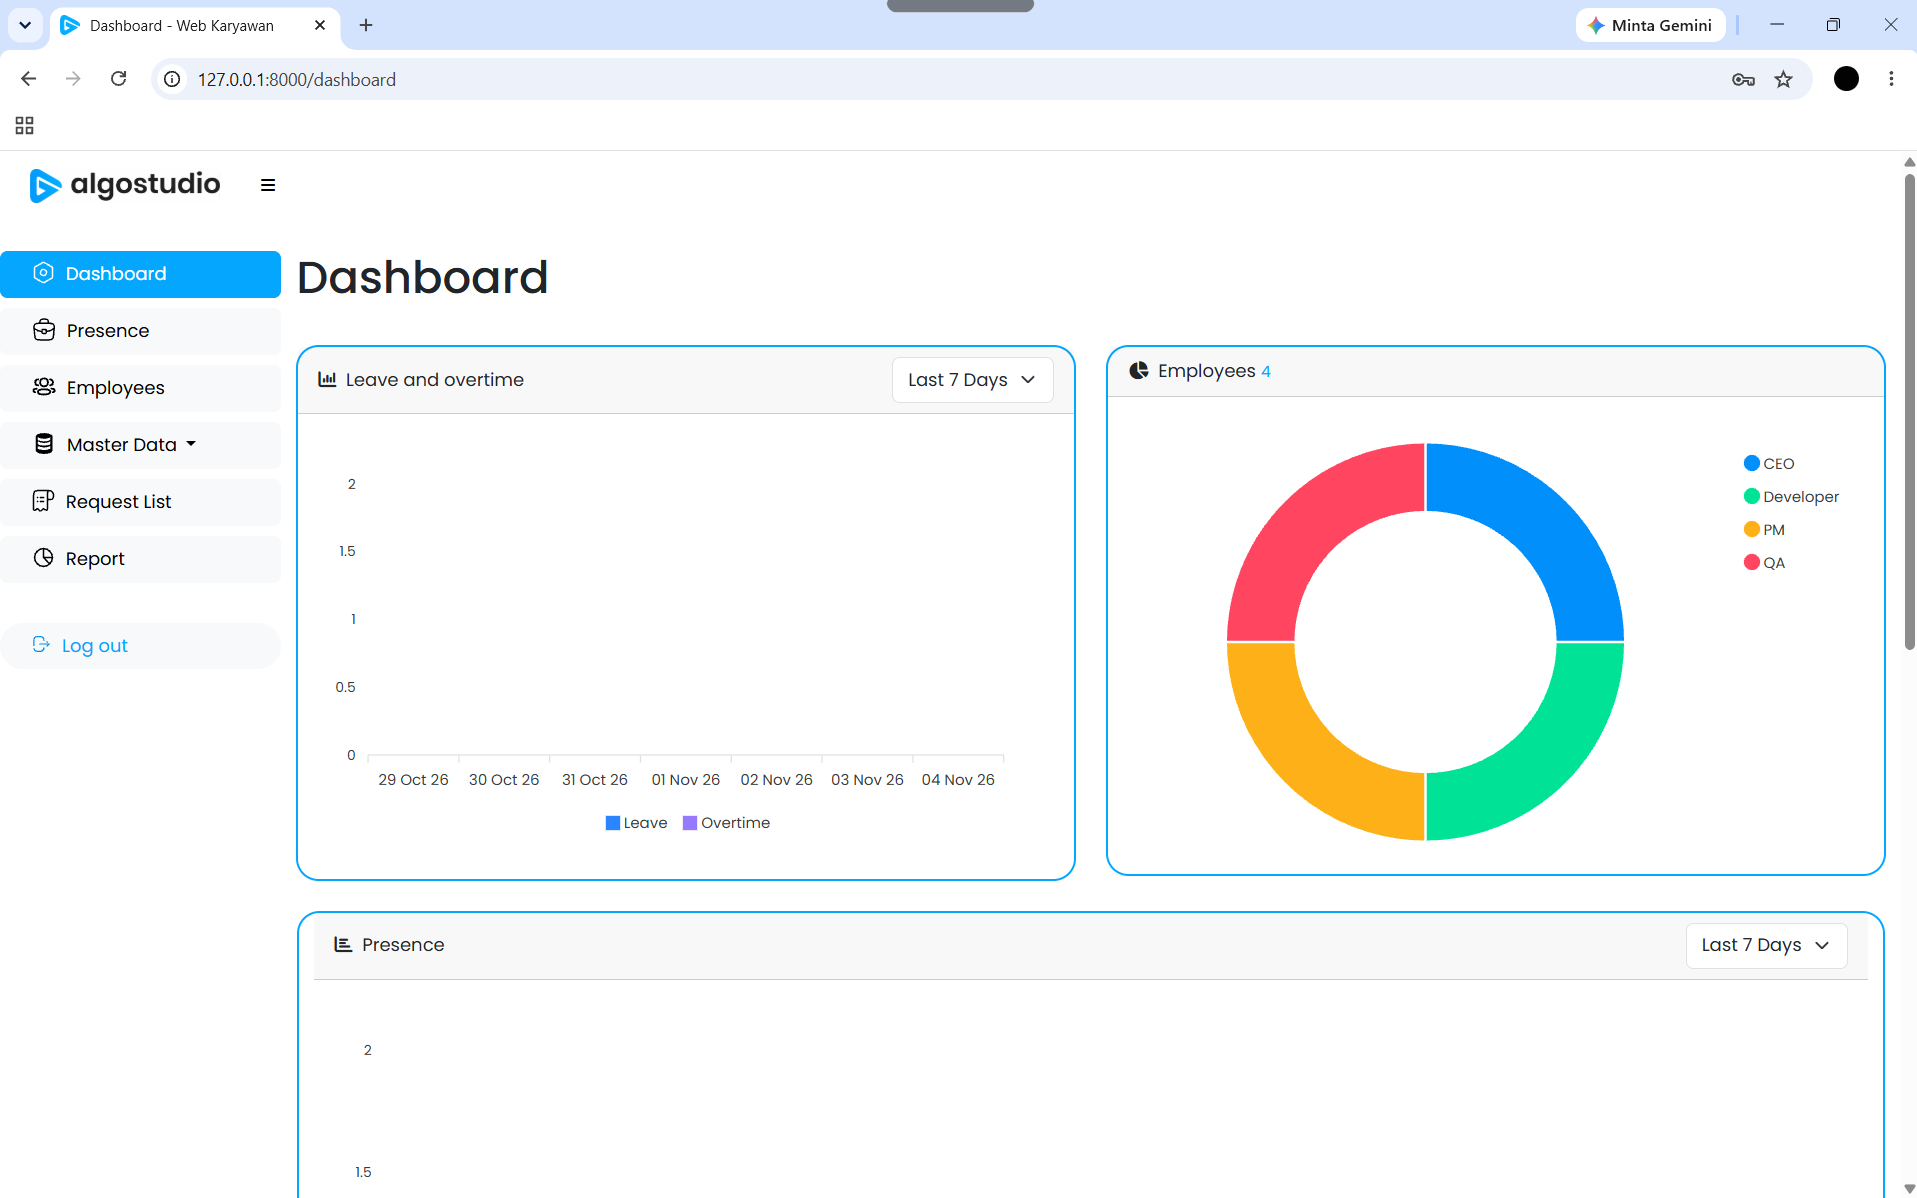 Dashboard - Web Karyawan
Minta Gemini
127.0.0.1:8000/dashboard
algostudio
Dashboard
Presence
Employees
Master Data
Request List
Report
Log out
Dashboard
Leave and overtime
Last 7 Days
2
1.5
1
0.5
0
29 Oct 26 30 Oct 26 31 Oct 26 01 Nov 26 02 Nov 26 03 Nov 26 04 Nov 26
Leave Overtime
Employees 4
CEO
Developer
PM
QA
Presence
Last 7 Days
2
1.5